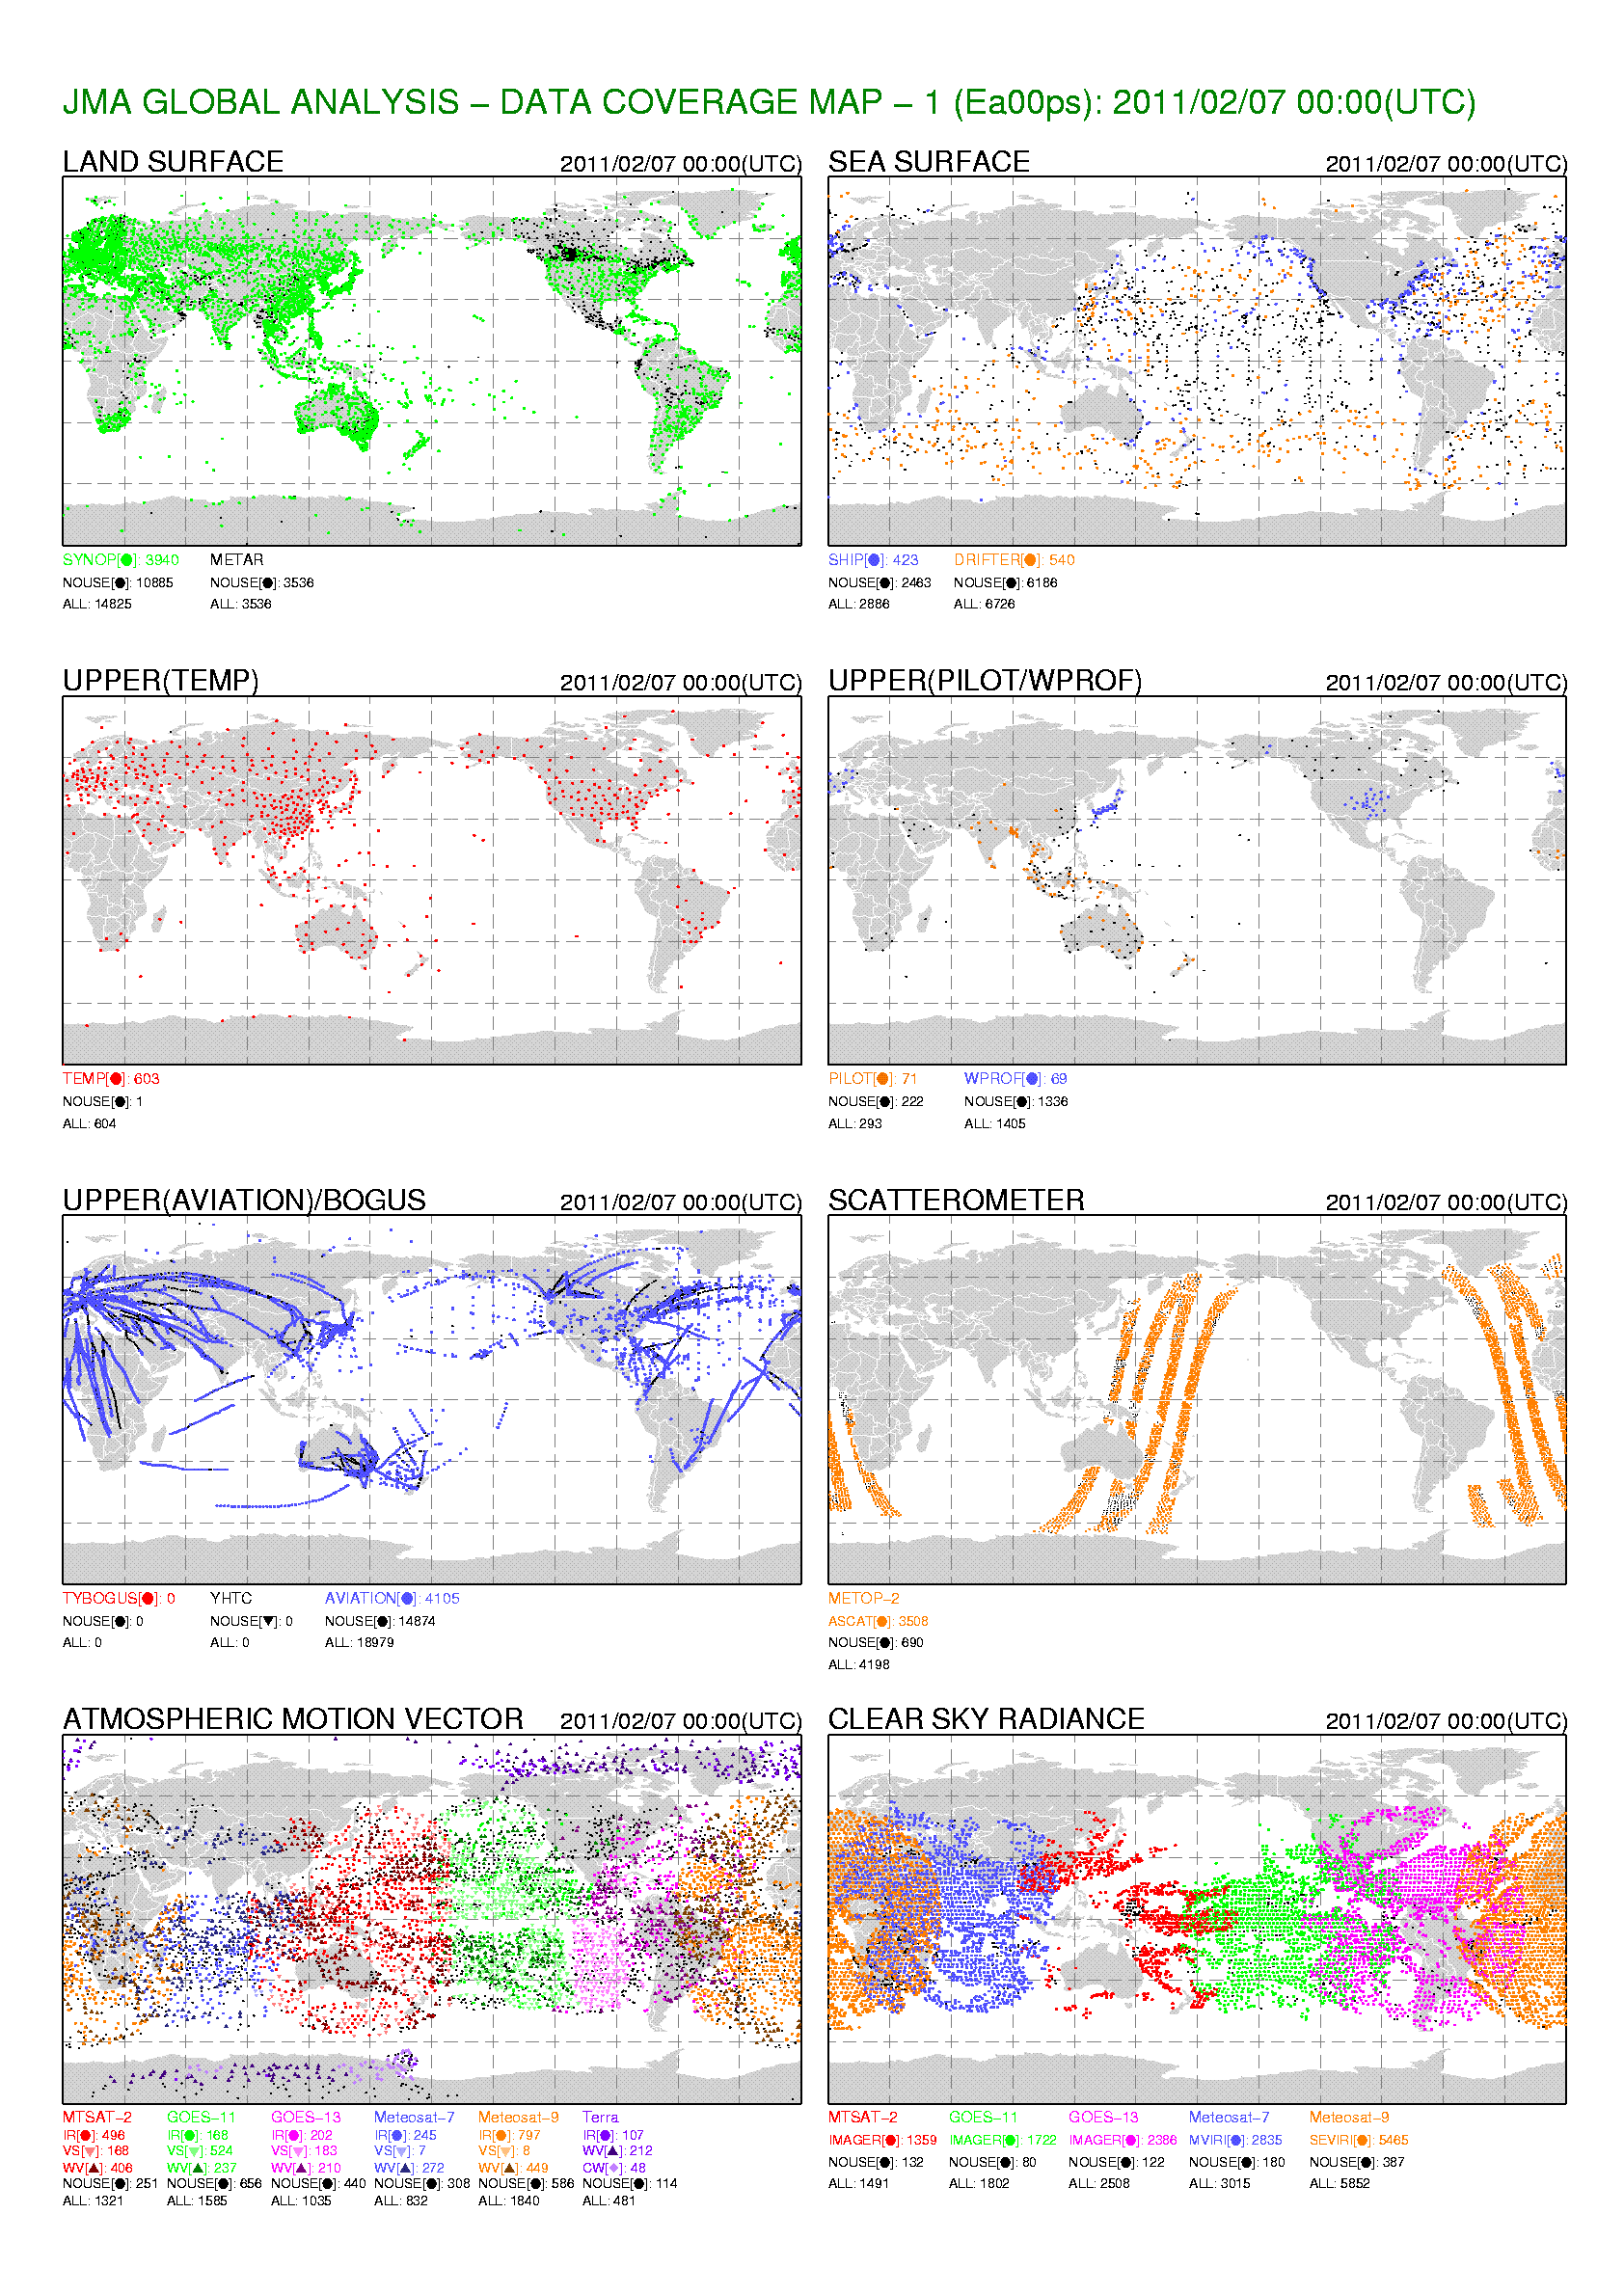 JMA GLOBAL ANALYSIS - DATA COVERAGE MAP - 1 (Ea00ps): 2011/02/07 00:00(UTC)
LAND SURFACE 2011/02/07 00:00(UTC)
SYNOP[●]: 3940 METAR
NOUSE[●]: 10885 NOUSE[●]: 3536
ALL: 14825 ALL: 3536
SEA SURFACE 2011/02/07 00:00(UTC)
SHIP[●]: 423 DRIFTER[●]: 540
NOUSE[●]: 2463 NOUSE[●]: 6186
ALL: 2886 ALL: 6726
UPPER(TEMP) 2011/02/07 00:00(UTC)
TEMP[●]: 603
NOUSE[●]: 1
ALL: 604
UPPER(PILOT/WPROF) 2011/02/07 00:00(UTC)
PILOT[●]: 71 WPROF[●]: 69
NOUSE[●]: 222 NOUSE[●]: 1336
ALL: 293 ALL: 1405
UPPER(AVIATION)/BOGUS 2011/02/07 00:00(UTC)
TYBOGUS[●]: 0 YHTC AVIATION[●]: 4105
NOUSE[●]: 0 NOUSE[▼]: 0 NOUSE[●]: 14874
ALL: 0 ALL: 0 ALL: 18979
SCATTEROMETER 2011/02/07 00:00(UTC)
METOP-2
ASCAT[●]: 3508
NOUSE[●]: 690
ALL: 4198
ATMOSPHERIC MOTION VECTOR 2011/02/07 00:00(UTC)
MTSAT-2 GOES-11 GOES-13 Meteosat-7 Meteosat-9 Terra
IR[●]: 496 IR[●]: 168 IR[●]: 202 IR[●]: 245 IR[●]: 797 IR[●]: 107
VS[▼]: 168 VS[▼]: 524 VS[▼]: 183 VS[▼]: 7 VS[▼]: 8 WV[▲]: 212
WV[▲]: 406 WV[▲]: 237 WV[▲]: 210 WV[▲]: 272 WV[▲]: 449 CW[◆]: 48
NOUSE[●]: 251 NOUSE[●]: 656 NOUSE[●]: 440 NOUSE[●]: 308 NOUSE[●]: 586 NOUSE[●]: 114
ALL: 1321 ALL: 1585 ALL: 1035 ALL: 832 ALL: 1840 ALL: 481
CLEAR SKY RADIANCE 2011/02/07 00:00(UTC)
MTSAT-2 GOES-11 GOES-13 Meteosat-7 Meteosat-9
IMAGER[●]: 1359 IMAGER[●]: 1722 IMAGER[●]: 2386 MVIRI[●]: 2835 SEVIRI[●]: 5465
NOUSE[●]: 132 NOUSE[●]: 80 NOUSE[●]: 122 NOUSE[●]: 180 NOUSE[●]: 387
ALL: 1491 ALL: 1802 ALL: 2508 ALL: 3015 ALL: 5852